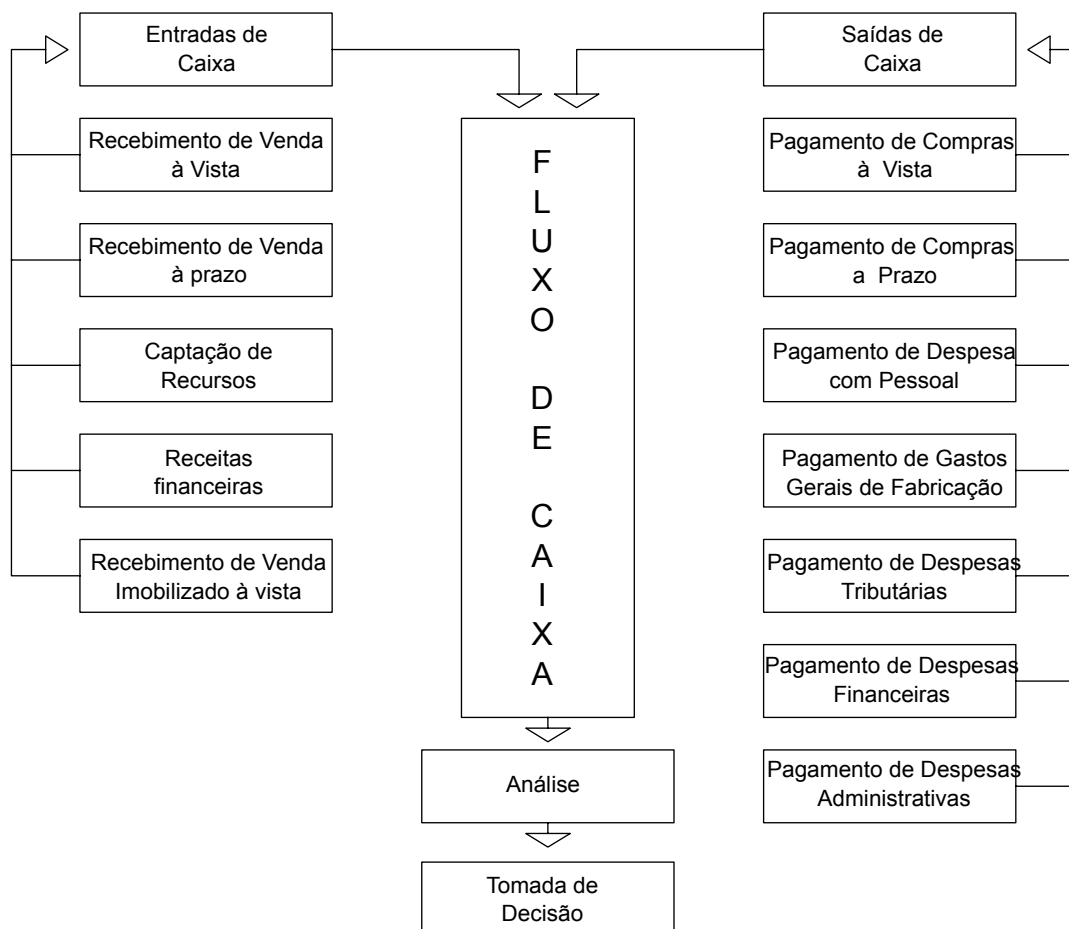 Entradas de
Caixa
Recebimento de Venda
à Vista
Recebimento de Venda
à prazo
Captação de
Recursos
Receitas
financeiras
Recebimento de Venda
Imobilizado à vista
F
L
U
X
O
D
E
C
A
I
X
A
Análise
Tomada de
Decisão
Saídas de
Caixa
Pagamento de Compras
à Vista
Pagamento de Compras
a Prazo
Pagamento de Despesa
com Pessoal
Pagamento de Gastos
Gerais de Fabricação
Pagamento de Despesas
Tributárias
Pagamento de Despesas
Financeiras
Pagamento de Despesas
Administrativas